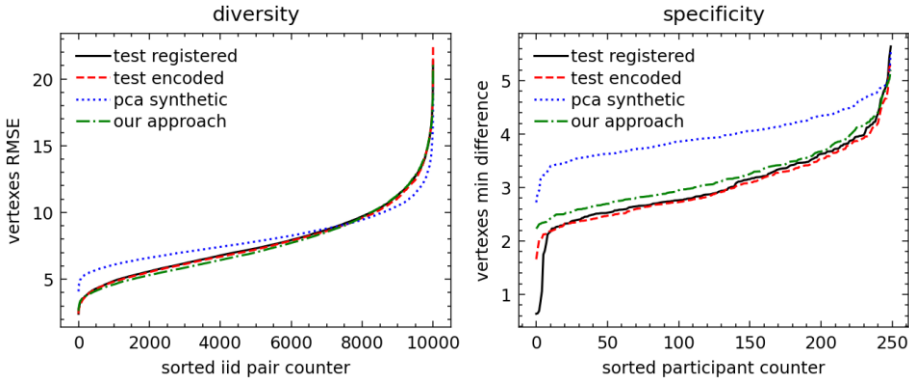 diversity
vertexes RMSE
20
15
10
5
test registered
test encoded
pca synthetic
our approach
0 2000 4000 6000 8000 10000
sorted iid pair counter
specificity
vertexes min difference
5
4
3
2
1
test registered
test encoded
pca synthetic
our approach
0 50 100 150 200 250
sorted participant counter